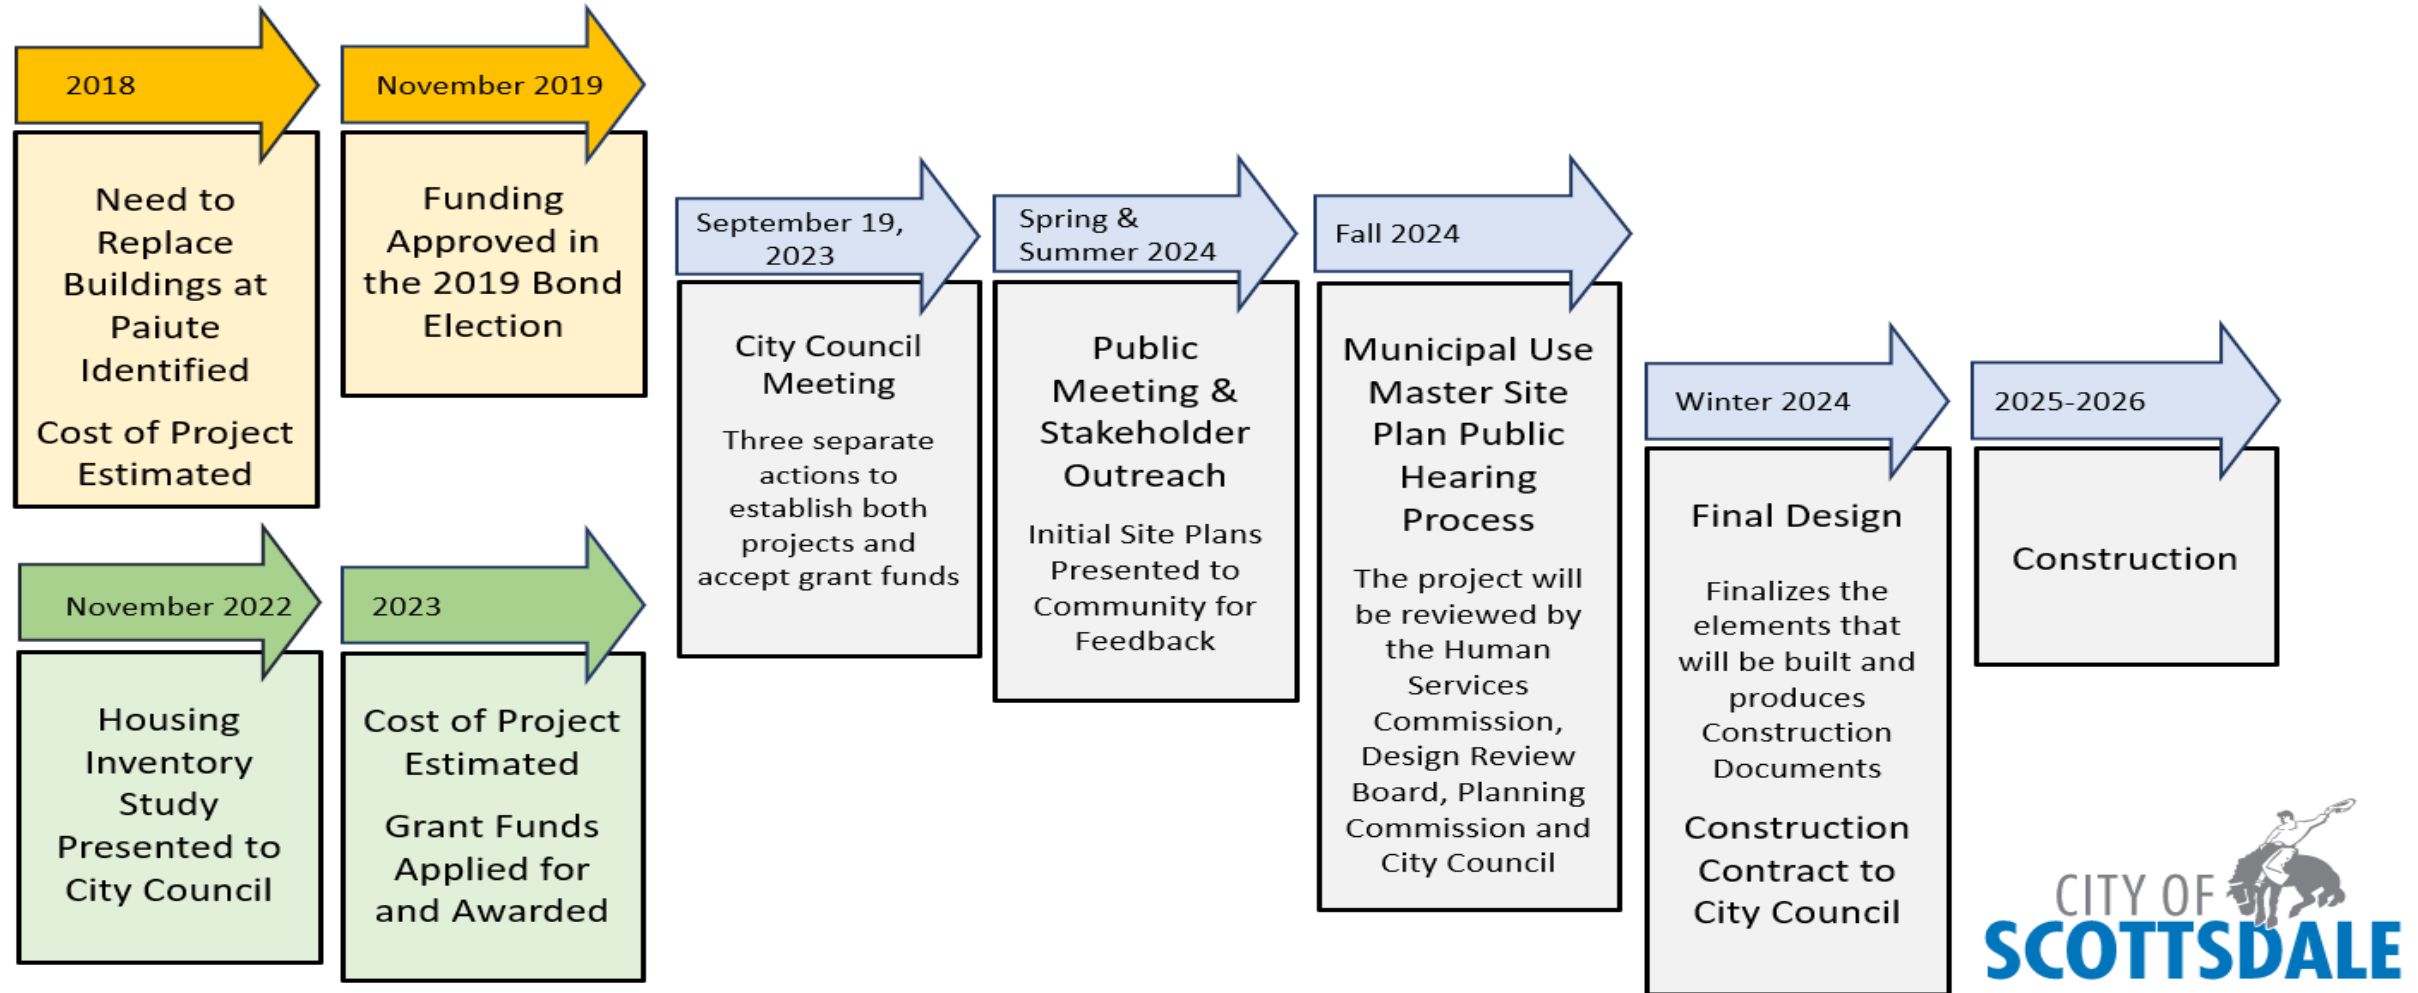 2018
Need to
Replace
Buildings at
Paiute
Identified
Cost of Project
Estimated
November 2019
Funding
Approved in
the 2019 Bond
Election
November 2022
Housing
Inventory
Study
Presented to
City Council
2023
Cost of Project
Estimated
Grant Funds
Applied for
and Awarded
September 19,
2023
City Council
Meeting
Three separate
actions to
establish both
projects and
accept grant funds
Spring &
Summer 2024
Public
Meeting &
Stakeholder
Outreach
Initial Site Plans
Presented to
Community for
Feedback
Fall 2024
Municipal Use
Master Site
Plan Public
Hearing
Process
The project will
be reviewed by
the Human
Services
Commission,
Design Review
Board, Planning
Commission and
City Council
Winter 2024
Final Design
Finalizes the
elements that
will be built and
produces
Construction
Documents
Construction
Contract to
City Council
2025-2026
Construction
CITY OF
SCOTTSDALE